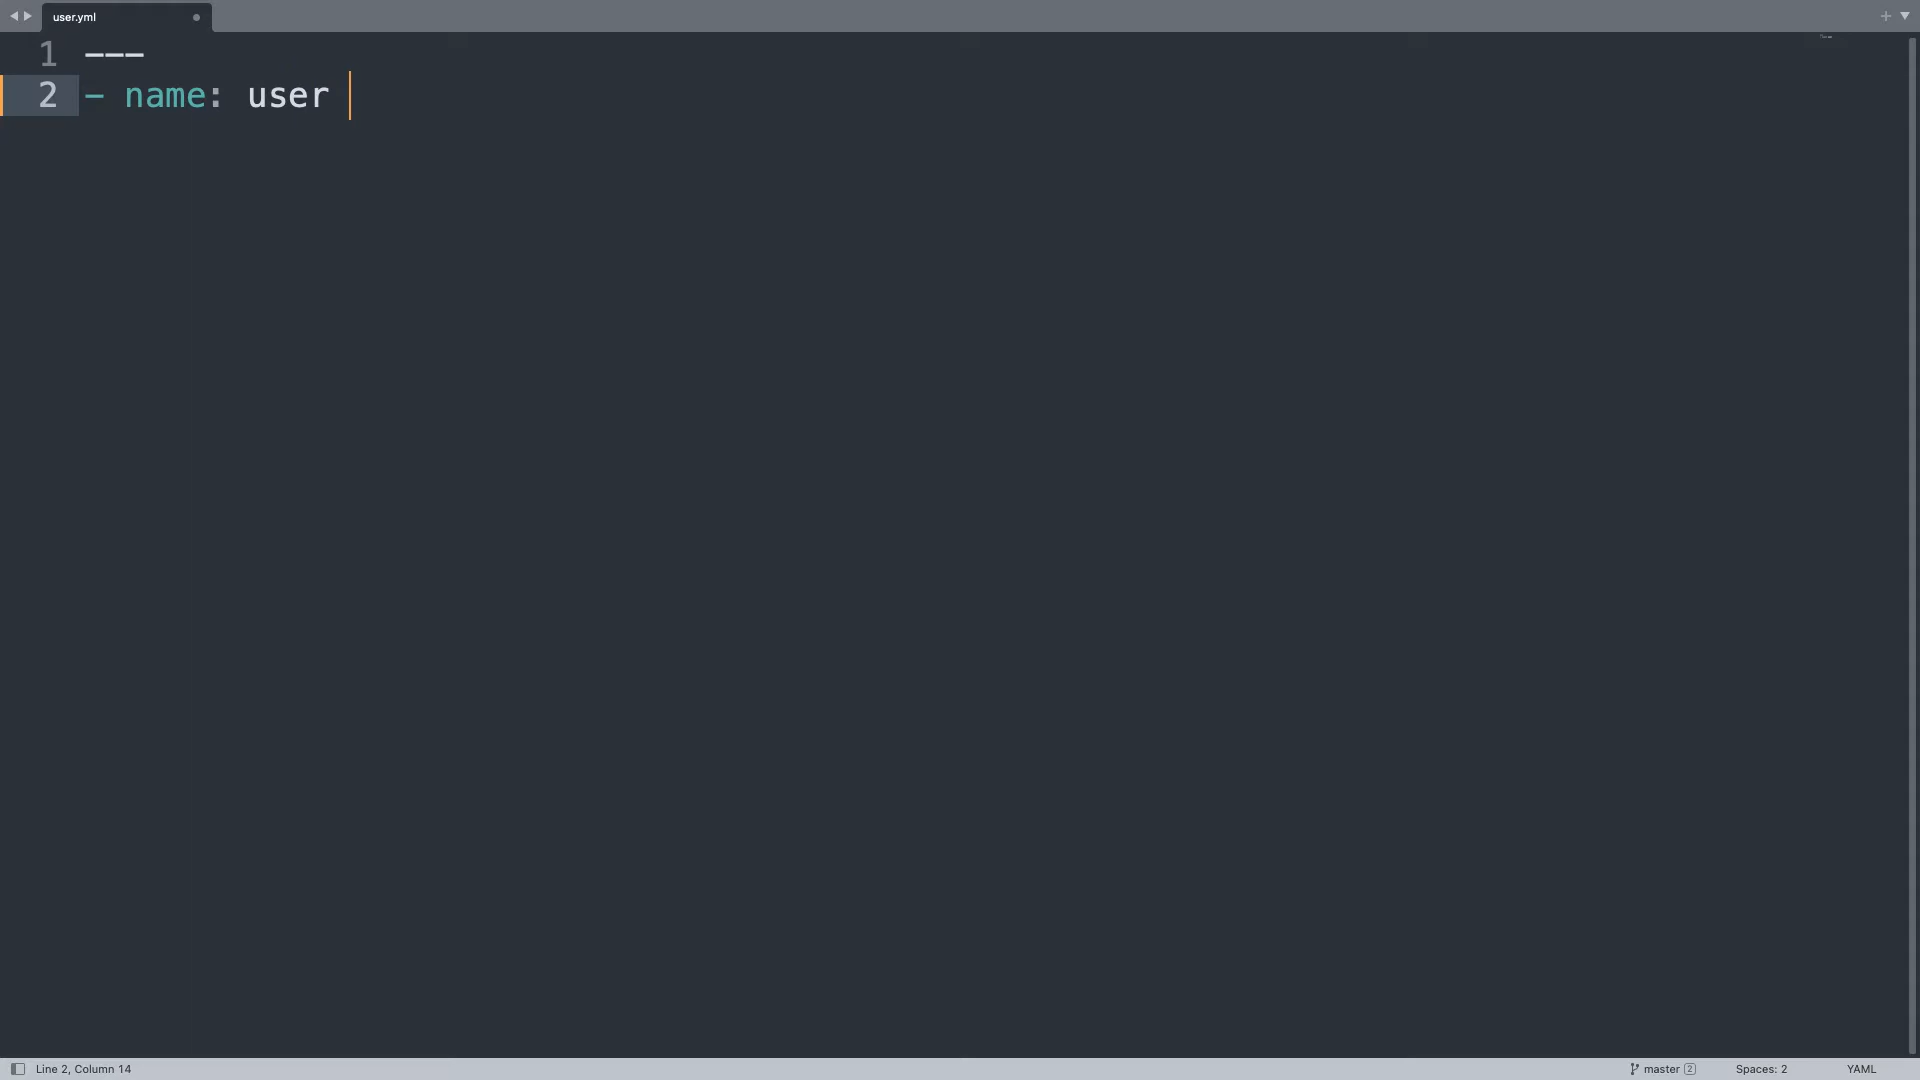 user.yml
1 ---
2 - name: user
Line 2, Column 14
master 2
Spaces: 2
YAML